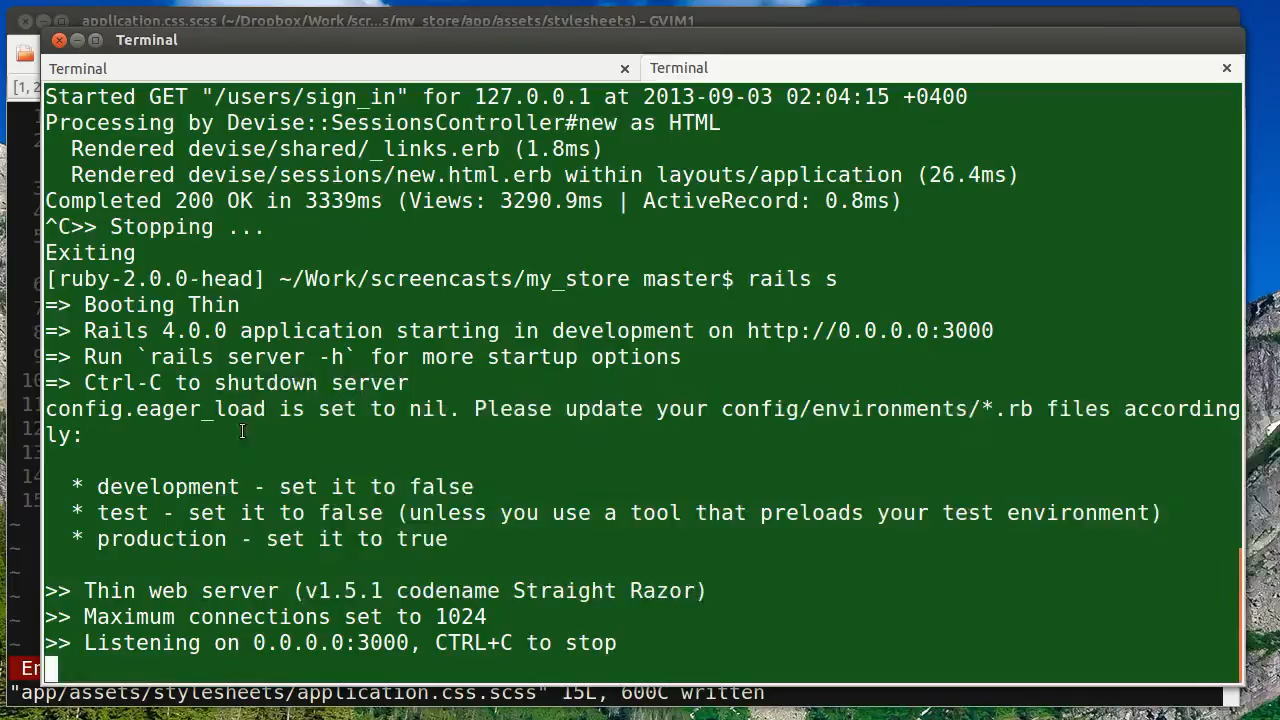 application.css.scss (~/Dropbox/Work/scr...s/my_store/app/assets/stylesheets) - GVIM1
Terminal
Terminal
Terminal
[1, 2
Started GET "/users/sign_in" for 127.0.0.1 at 2013-09-03 02:04:15 +0400
Processing by Devise::SessionsController#new as HTML
  Rendered devise/shared/_links.erb (1.8ms)
  Rendered devise/sessions/new.html.erb within layouts/application (26.4ms)
Completed 200 OK in 3339ms (Views: 3290.9ms | ActiveRecord: 0.8ms)
^C>> Stopping ...
Exiting
[ruby-2.0.0-head] ~/Work/screencasts/my_store master$ rails s
=> Booting Thin
=> Rails 4.0.0 application starting in development on http://0.0.0.0:3000
=> Run `rails server -h` for more startup options
=> Ctrl-C to shutdown server
config.eager_load is set to nil. Please update your config/environments/*.rb files according
ly:
  * development - set it to false
  * test - set it to false (unless you use a tool that preloads your test environment)
  * production - set it to true
>> Thin web server (v1.5.1 codename Straight Razor)
>> Maximum connections set to 1024
>> Listening on 0.0.0.0:3000, CTRL+C to stop
10
11
12
13
14
15
~
~
~
~
~
~
Er
"app/assets/stylesheets/application.css.scss" 15L, 600C written